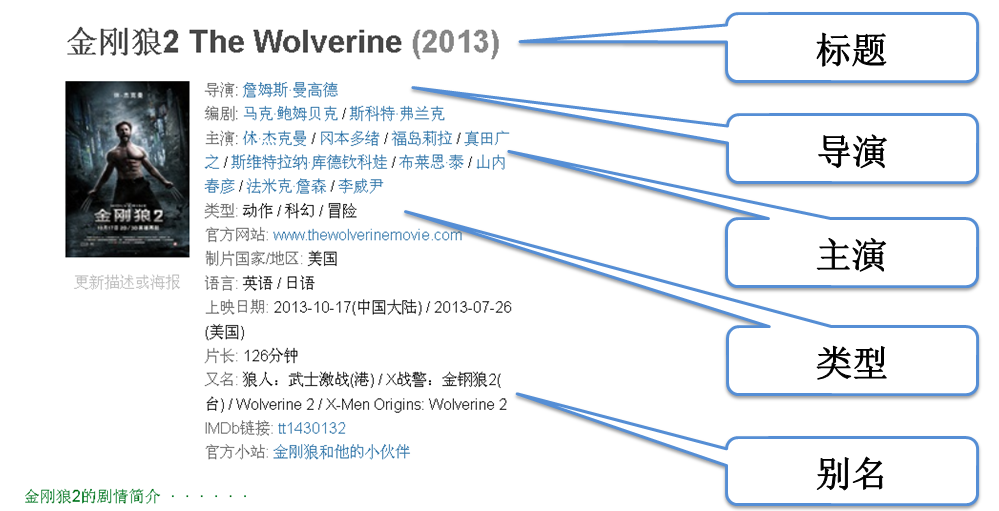 金刚狼2 The Wolverine (2013)
休·杰克曼
金刚狼2
更新描述或海报
导演: 詹姆斯·曼高德
编剧: 马克·鲍姆贝克 / 斯科特·弗兰克
主演: 休·杰克曼 / 冈本多绪 / 福岛莉拉 / 真田广
之 / 斯维特拉纳·库德钦科娃 / 布莱恩·泰 / 山内
春彦 / 法米克·詹森 / 李威尹
类型: 动作 / 科幻 / 冒险
官方网站: www.thewolverinemovie.com
制片国家/地区: 美国
语言: 英语 / 日语
上映日期: 2013-10-17(中国大陆) / 2013-07-26
(美国)
片长: 126分钟
又名: 狼人：武士激战(港) / X战警：金钢狼2(
台) / Wolverine 2 / X-Men Origins: Wolverine 2
IMDb链接: tt1430132
官方小站: 金刚狼和他的小伙伴
金刚狼2的剧情简介 · · · · · ·
标题
导演
主演
类型
别名